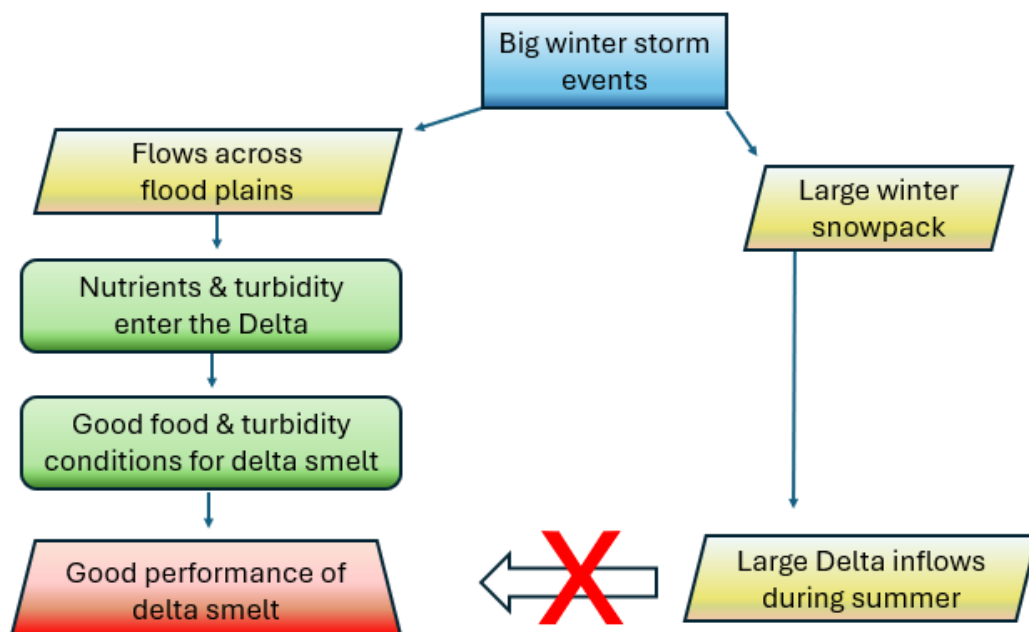 Big winter storm
events
Flows across
flood plains
Large winter
snowpack
Nutrients & turbidity
enter the Delta
Good food & turbidity
conditions for delta smelt
Good performance of
delta smelt
X
Large Delta inflows
during summer